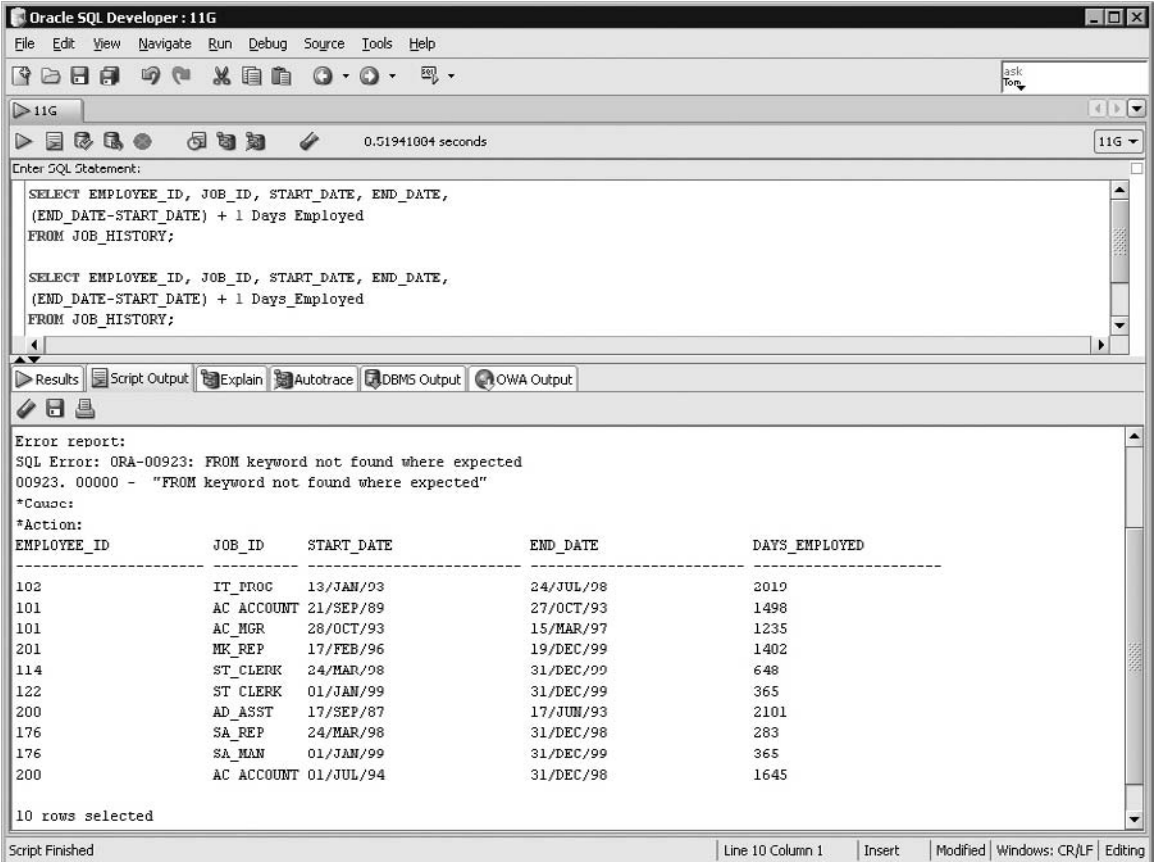 Oracle SQL Developer : 11G
File Edit View Navigate Run Debug Source Tools Help
ask
Tom
11G
0.51941004 seconds
11G
Enter SQL Statement:
SELECT EMPLOYEE_ID, JOB_ID, START_DATE, END_DATE,
(END_DATE-START_DATE) + 1 Days Employed
FROM JOB_HISTORY;
SELECT EMPLOYEE_ID, JOB_ID, START_DATE, END_DATE,
(END_DATE-START_DATE) + 1 Days_Employed
FROM JOB_HISTORY;
Results Script Output Explain Autotrace DBMS Output OWA Output
Error report:
SQL Error: ORA-00923: FROM keyword not found where expected
00923. 00000 - "FROM keyword not found where expected"
*Cause:
*Action:
EMPLOYEE_ID JOB_ID START_DATE END_DATE DAYS_EMPLOYED
---------------------- ---------- ------------------------- ------------------------- ----------------------
102 IT_PROG 13/JAN/93 24/JUL/98 2019
101 AC_ACCOUNT 21/SEP/89 27/OCT/93 1498
101 AC_MGR 28/OCT/93 15/MAR/97 1235
201 MK_REP 17/FEB/96 19/DEC/99 1402
114 ST_CLERK 24/MAR/98 31/DEC/99 648
122 ST_CLERK 01/JAN/99 31/DEC/99 365
200 AD_ASST 17/SEP/87 17/JUN/93 2101
176 SA_REP 24/MAR/98 31/DEC/98 283
176 SA_MAN 01/JAN/99 31/DEC/99 365
200 AC_ACCOUNT 01/JUL/94 31/DEC/98 1645
10 rows selected
Script Finished Line 10 Column 1 Insert Modified Windows: CR/LF Editing